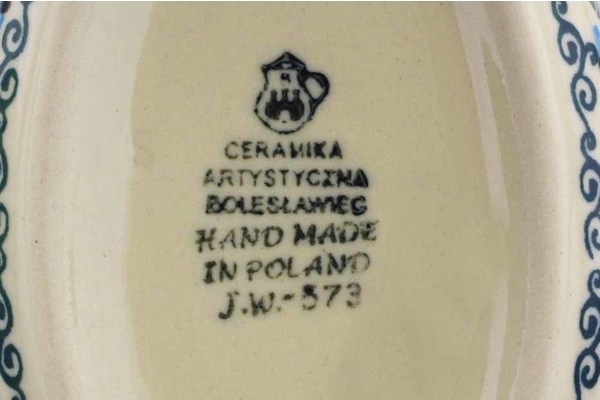 CERAMIKA
ARTYSTYCZNA
BOLESŁAWIEC
HAND MADE
IN POLAND
J.W.-573